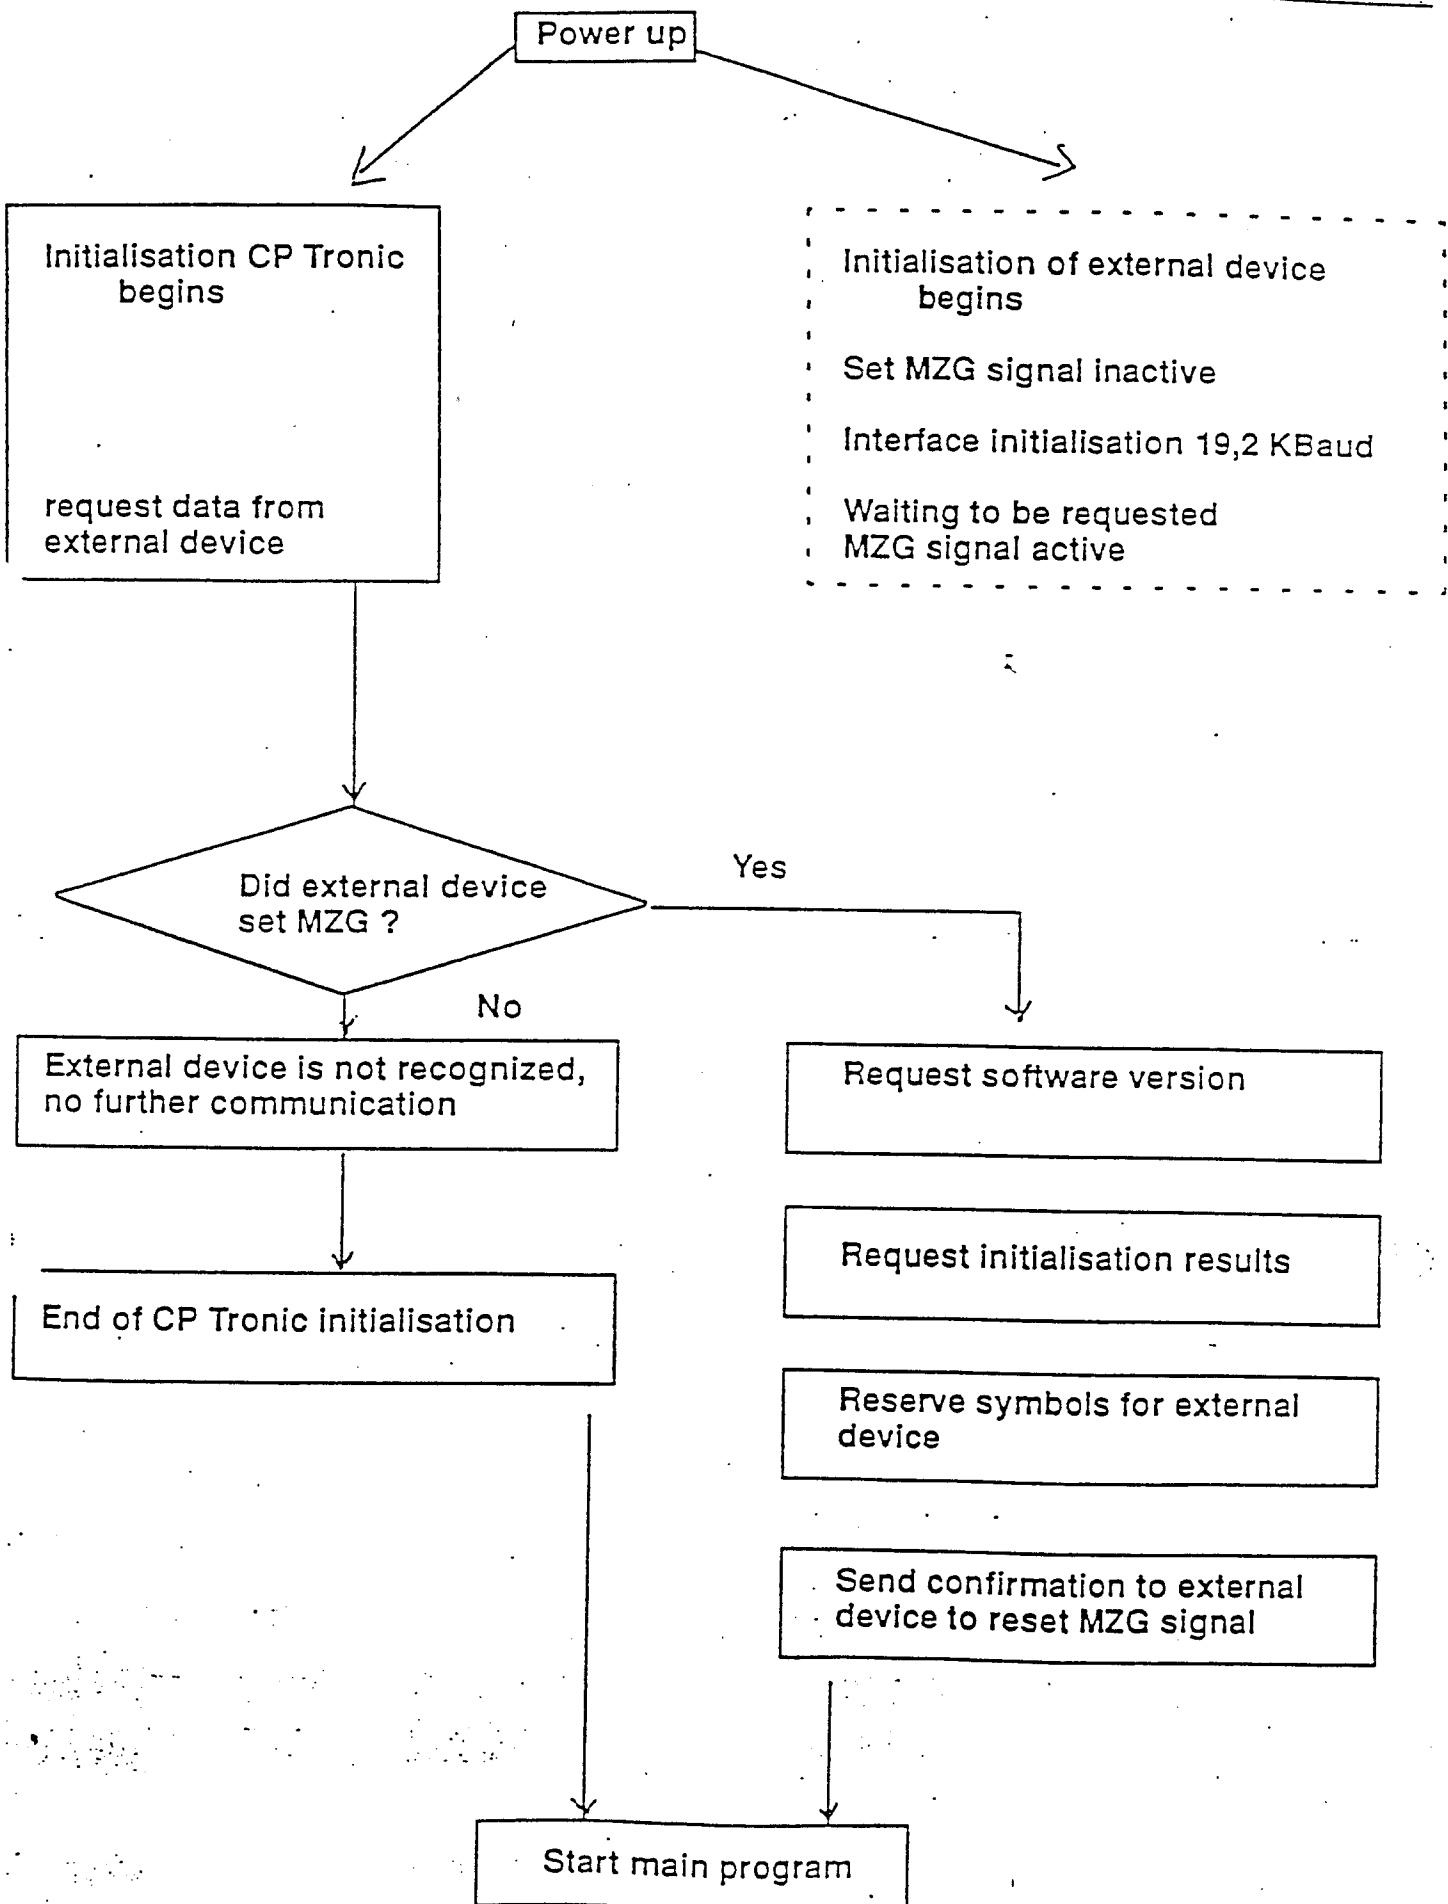 Power up
Initialisation CP Tronic
begins
request data from
external device
Initialisation of external device
begins
Set MZG signal inactive
Interface initialisation 19,2 KBaud
Waiting to be requested
MZG signal active
Did external device
set MZG ?
Yes
No
External device is not recognized,
no further communication
End of CP Tronic initialisation
Request software version
Request initialisation results
Reserve symbols for external
device
Send confirmation to external
device to reset MZG signal
Start main program